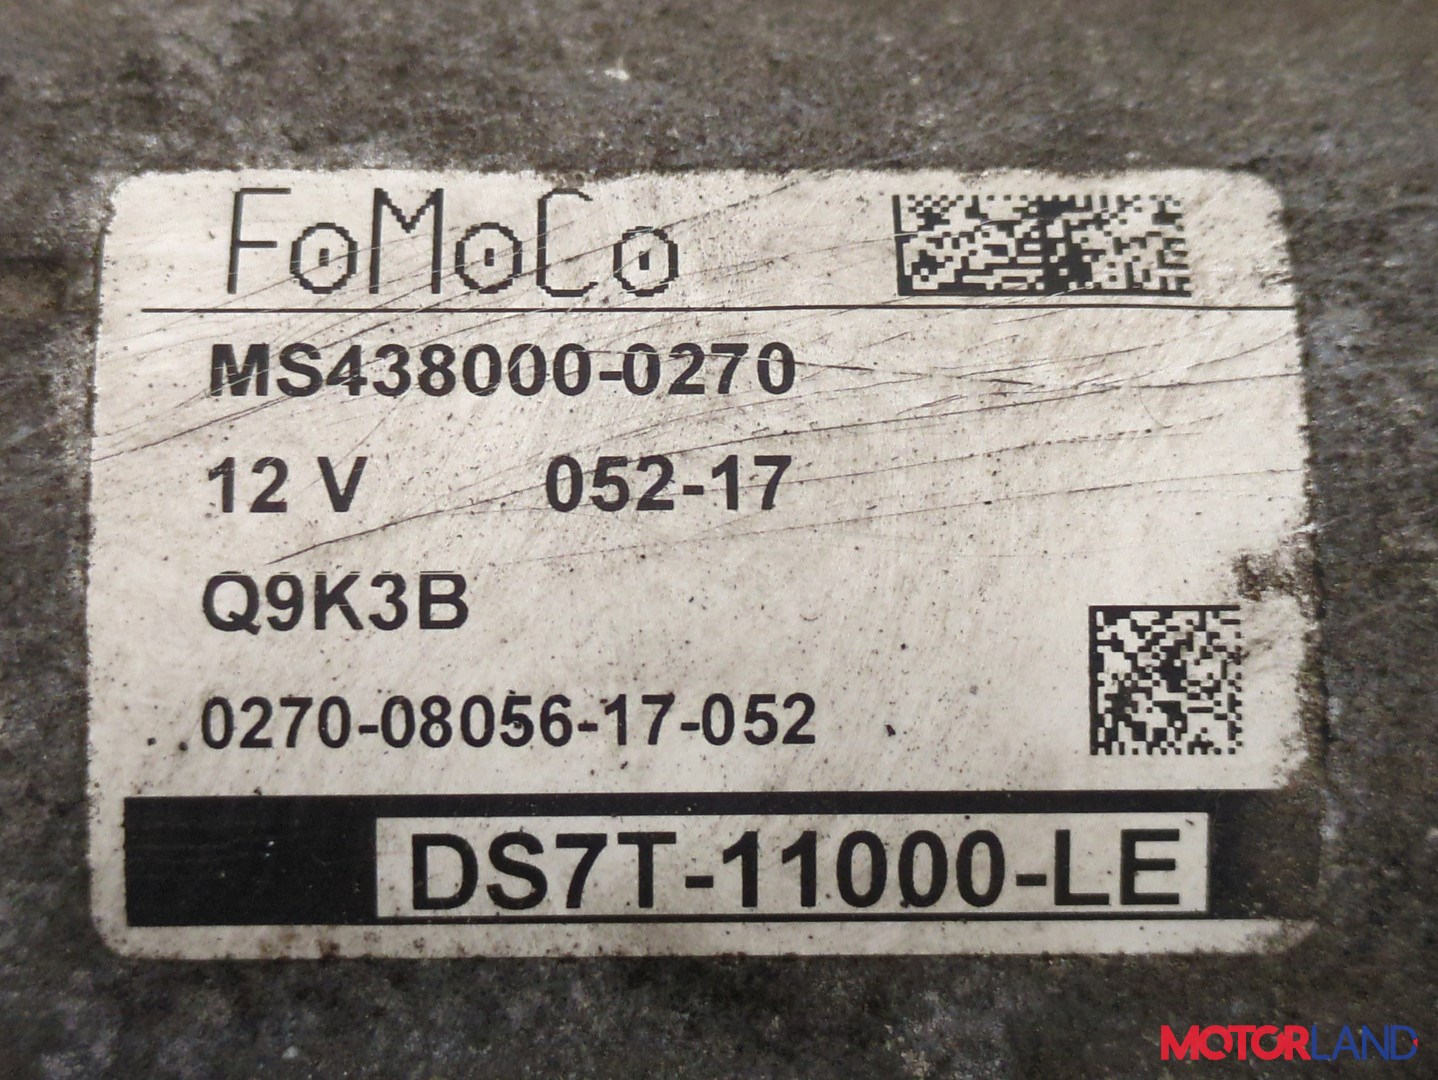 FoMoCo
MS438000-0270
12 V 052-17
Q9K3B
0270-08056-17-052
DS7T-11000-LE
MOTORLAND